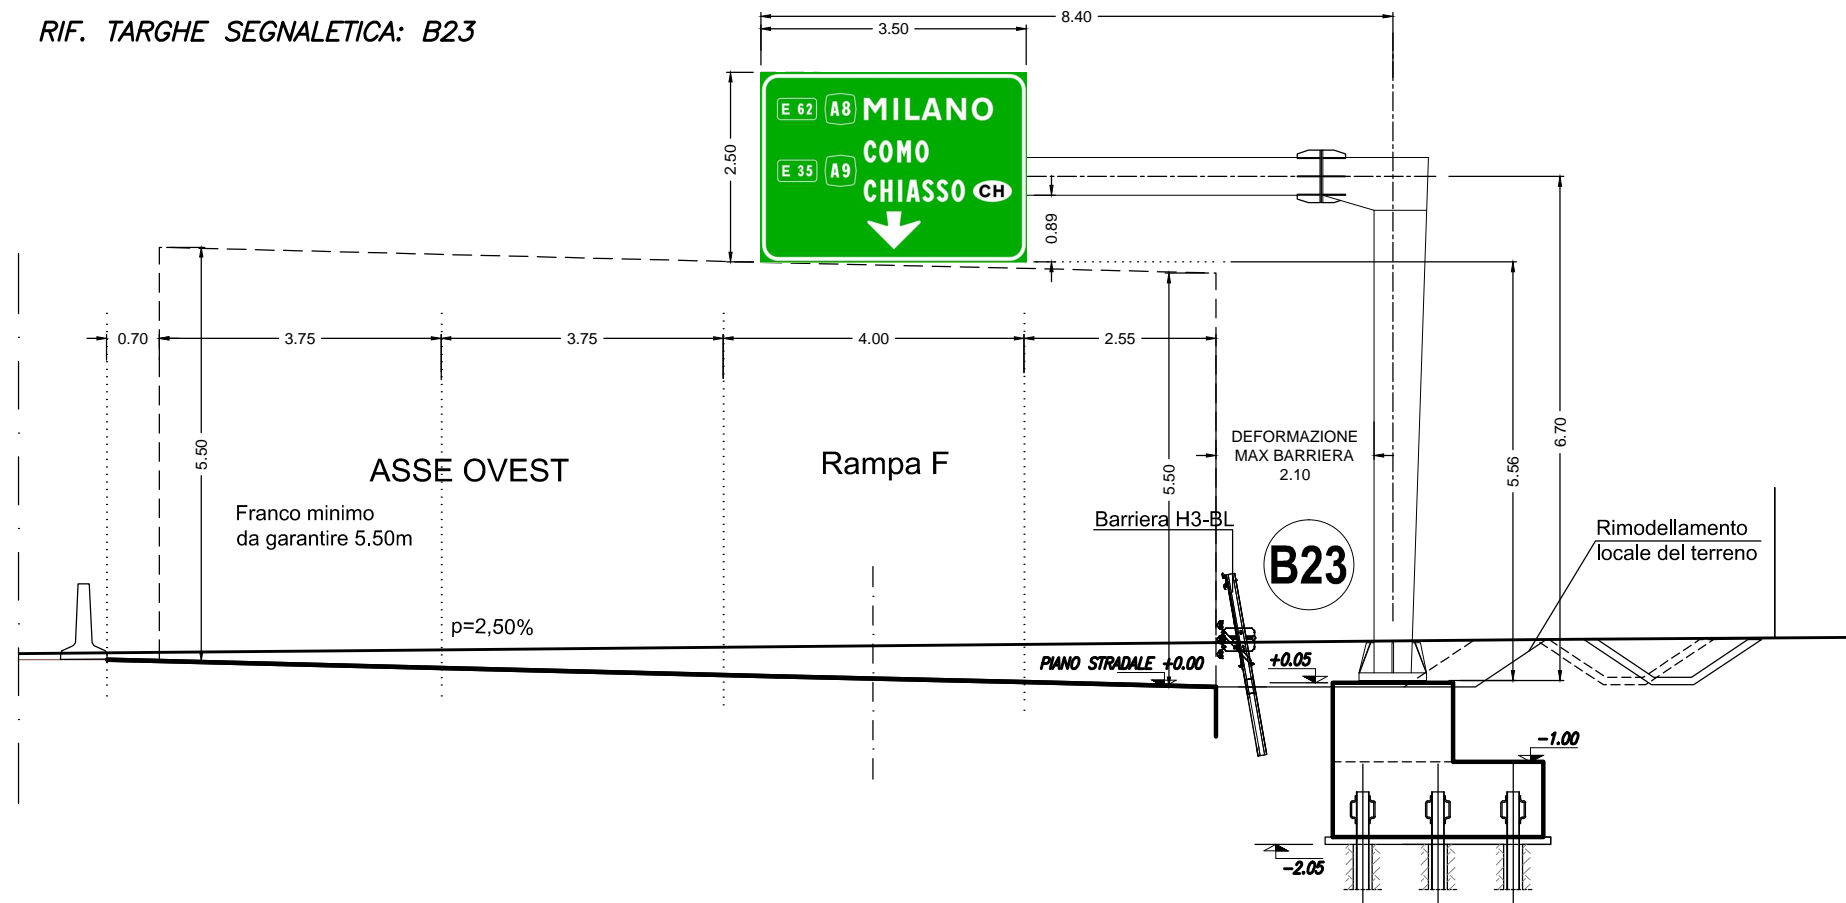 RIF. TARGHE SEGNALETICA: B23
8.40
3.50
2.50
E 62 A8 MILANO
COMO
E 35 A9
CHIASSO CH
0.89
0.70
3.75
3.75
4.00
2.55
5.50
ASSE OVEST
Rampa F
Franco minimo
da garantire 5.50m
p=2,50%
5.50
DEFORMAZIONE
MAX BARRIERA
2.10
5.56
6.70
Barriera H3-BL
B23
Rimodellamento
locale del terreno
PIANO STRADALE +0.00
+0.05
-1.00
-2.05